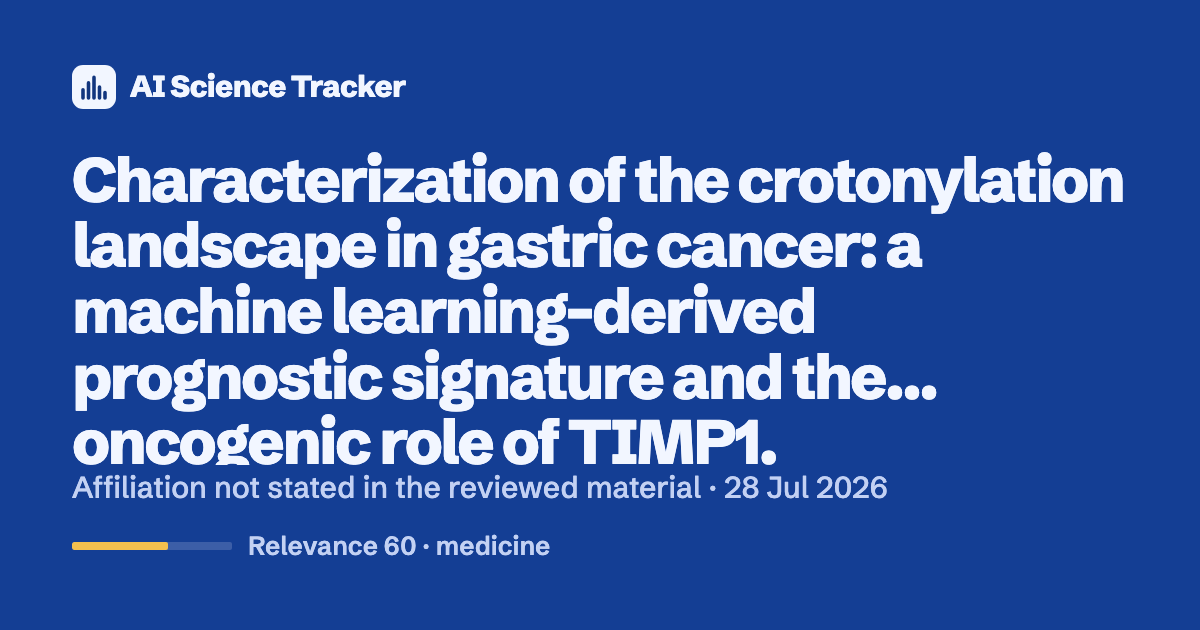 AI Science Tracker
Characterization of the crotonylation
landscape in gastric cancer: a
machine learning-derived
prognostic signature and the...
oncogenic role of TIMP1.
Affiliation not stated in the reviewed material · 28 Jul 2026
Relevance 60 · medicine